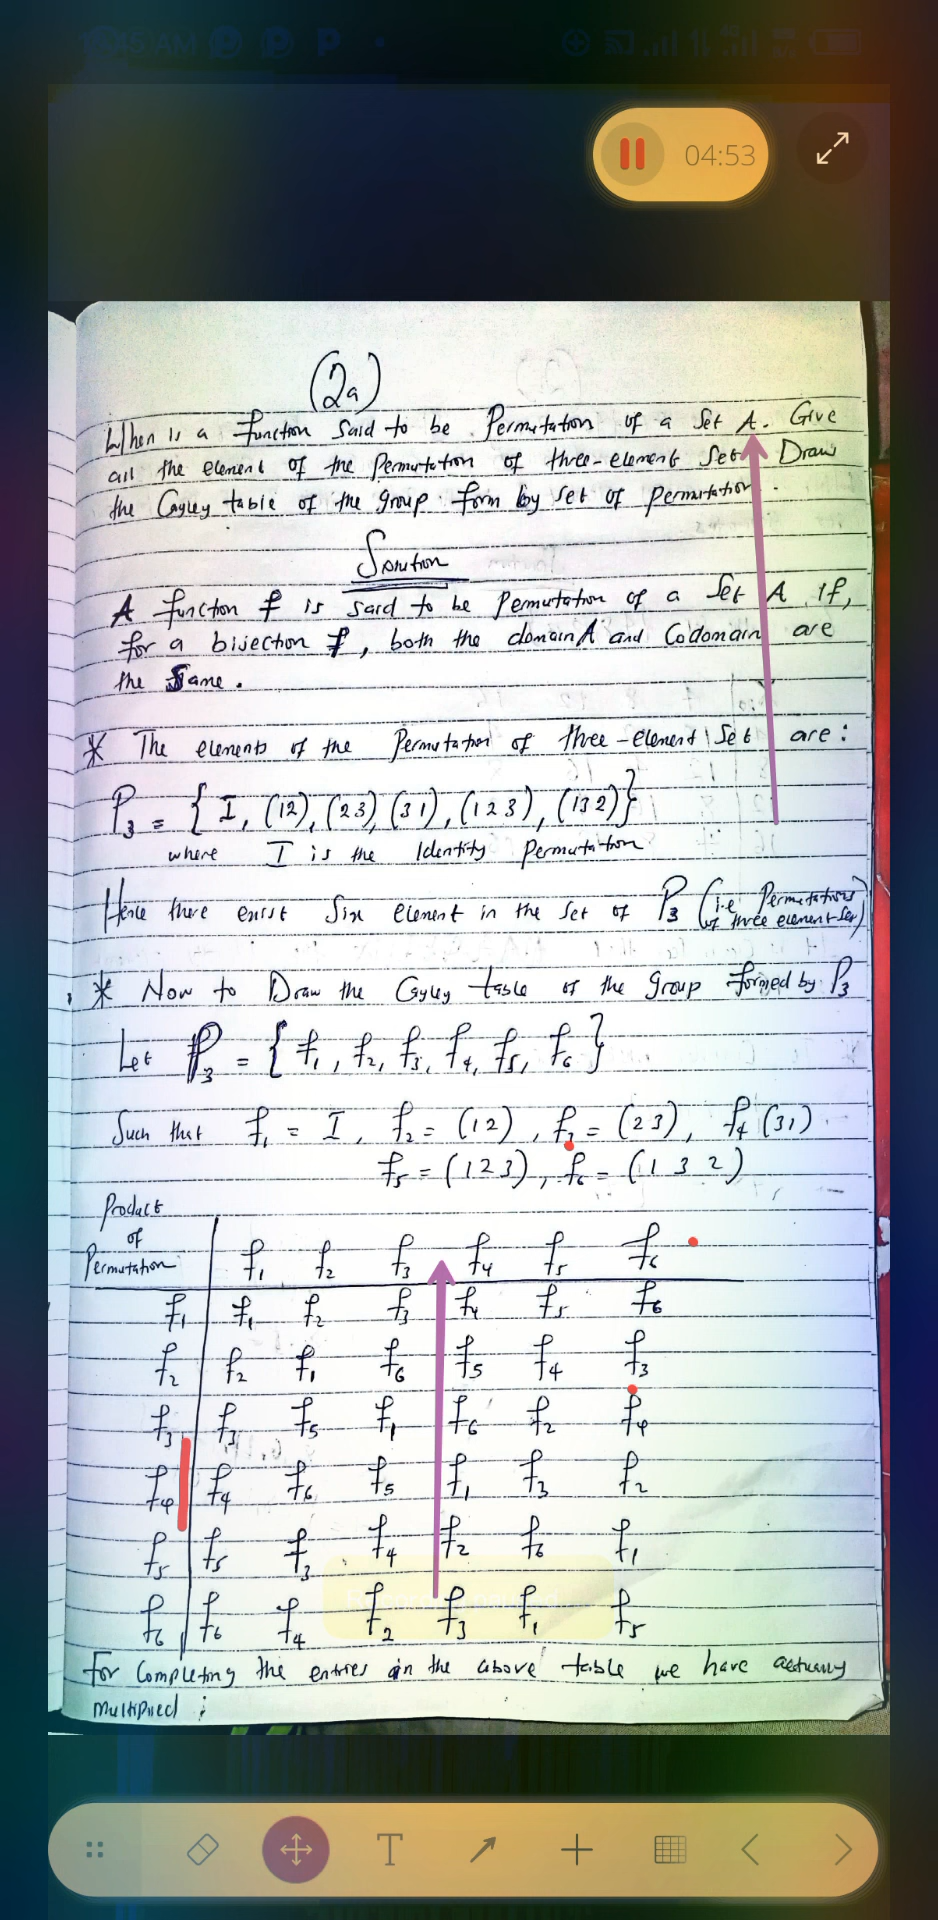 04:53
(2a)
When is a function said to be Permutation of a Set A. Give
all the element of the Permutation of three-element Set Draw
the Cayley table of the group form by set of permutation.
Solution
A function f is said to be permutation of a Set A if,
for a bijection f, both the domain A and Codomain are
the Same.
* The elements of the Permutation of three-element Set are:
P3 = { I, (12), (23), (31), (123), (132)}
where I is the Identity Permutation
Hence there exist Six element in the set of P3 (i.e Permutations
of three element set)
* Now to Draw the Cayley table of the group formed by P3
Let P3 = { f1, f2, f3, f4, f5, f6 }
Such that f1 = I, f2 = (12), f3 = (23), f4 (31).
f5 = (123), f6 = (1 3 2)
Product
of
Permutation f1 f2 f3 f4 f5 f6
f1 f1 f2 f3 f4 f5 f6
f2 f2 f1 f6 f5 f4 f3
f3 f3 f5 f1 f6 f2 f4
f4 f4 f6 f5 f1 f3 f2
f5 f5 f3 f4 f2 f6 f1
f6 f6 f4 f2 f3 f1 f5
For Completing the entries in the above table we have actually
multiplied :
T